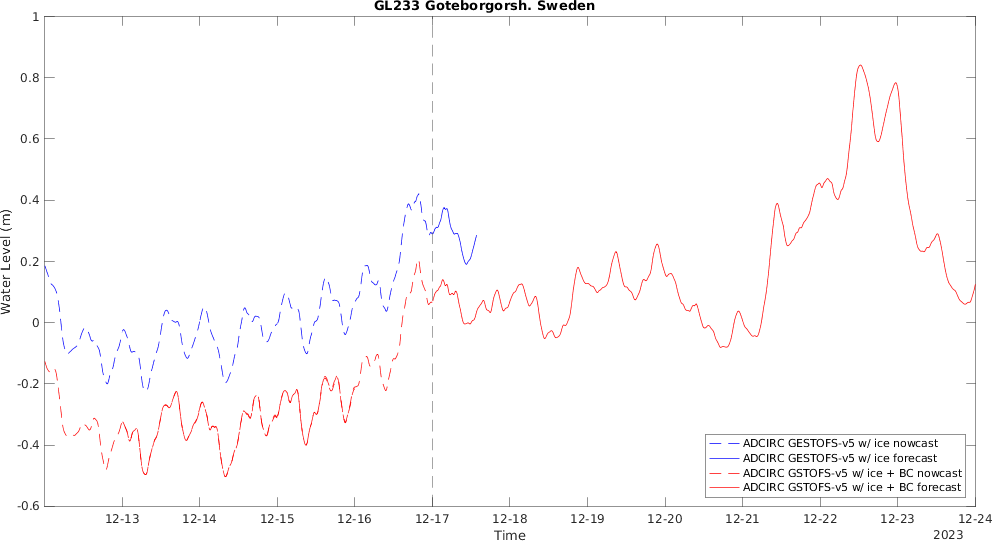 GL233 Goteborgorsh. Sweden
1
0.8
0.6
0.4
0.2
0
-0.2
-0.4
-0.6
Water Level (m)
ADCIRC GESTOFS-v5 w/ ice nowcast
ADCIRC GESTOFS-v5 w/ ice forecast
ADCIRC GSTOFS-v5 w/ ice + BC nowcast
ADCIRC GSTOFS-v5 w/ ice + BC forecast
12-13 12-14 12-15 12-16 12-17 12-18 12-19 12-20 12-21 12-22 12-23 12-24
Time 2023